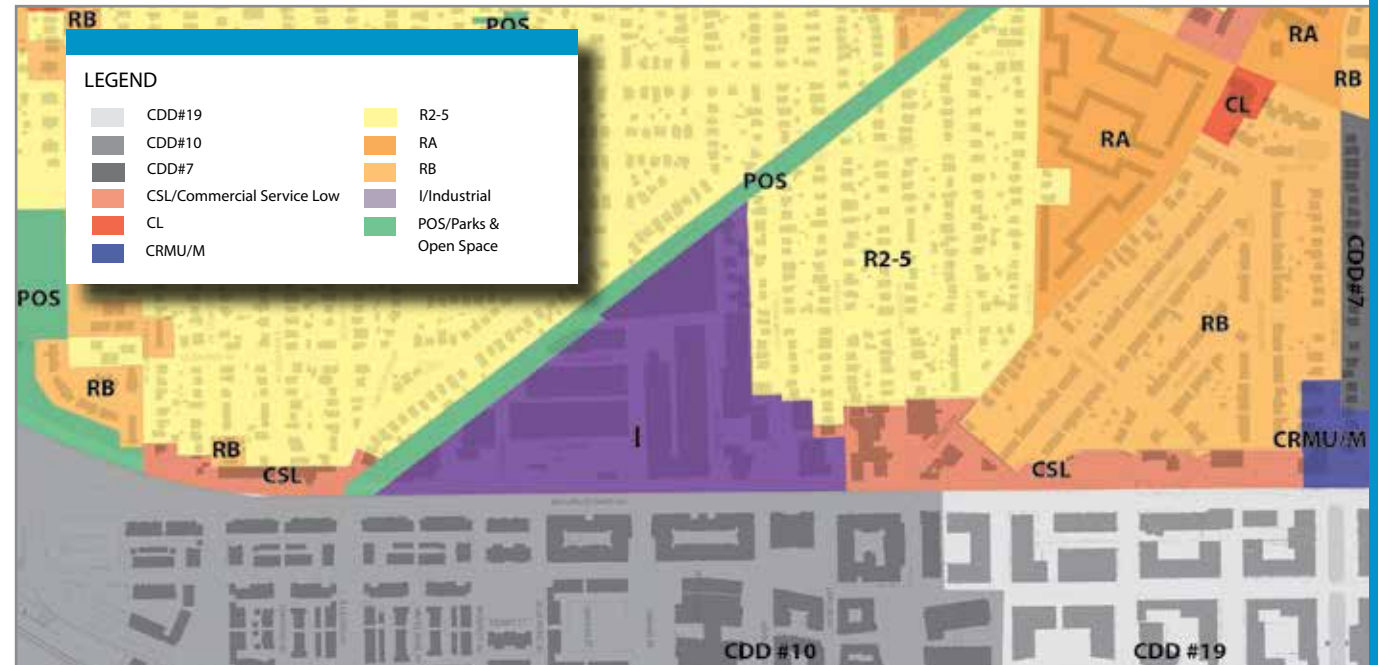 RB
POS
RA
RB
LEGEND
CDD#19
CDD#10
CDD#7
CSL/Commercial Service Low
CL
CRMU/M
R2-5
RA
RB
I/Industrial
POS/Parks &
Open Space
CL
RA
POS
R2-5
CDD#7
POS
RB
RB
I
CRMU/M
RB
CSL
CSL
CDD #10
CDD #19